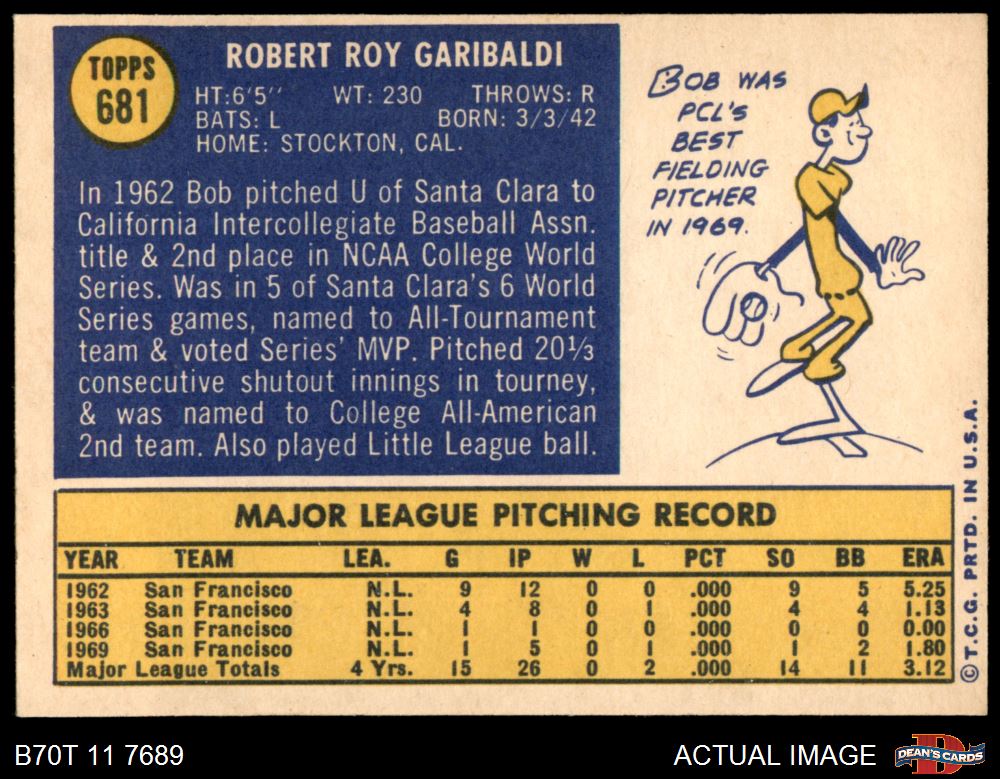 TOPPS
681
ROBERT ROY GARIBALDI
HT:6'5" WT: 230 THROWS: R
BATS: L BORN: 3/3/42
HOME: STOCKTON, CAL.
In 1962 Bob pitched U of Santa Clara to
California Intercollegiate Baseball Assn.
title & 2nd place in NCAA College World
Series. Was in 5 of Santa Clara's 6 World
Series games, named to All-Tournament
team & voted Series' MVP. Pitched 20⅓
consecutive shutout innings in tourney,
& was named to College All-American
2nd team. Also played Little League ball.
BOB WAS
PCL'S
BEST
FIELDING
PITCHER
IN 1969.
MAJOR LEAGUE PITCHING RECORD
YEAR TEAM LEA. G IP W L PCT SO BB ERA
1962 San Francisco N.L. 9 12 0 0 .000 9 5 5.25
1963 San Francisco N.L. 4 8 0 1 .000 4 4 1.13
1966 San Francisco N.L. 1 1 0 0 .000 0 0 0.00
1969 San Francisco N.L. 1 5 0 1 .000 1 2 1.80
Major League Totals 4 Yrs. 15 26 0 2 .000 14 11 3.12
©T.C.G. PRTD. IN U.S.A.
B70T 11 7689
ACTUAL IMAGE
DEAN'S CARDS